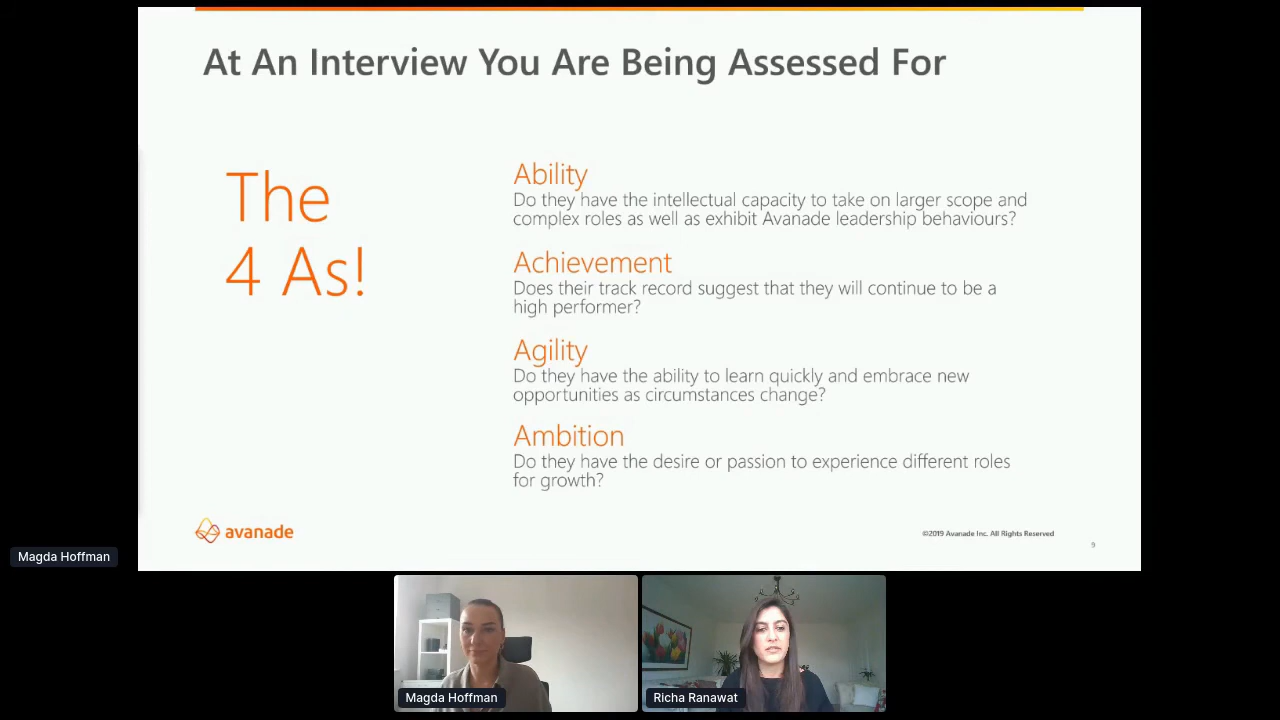 At An Interview You Are Being Assessed For
The
4 As!
Ability
Do they have the intellectual capacity to take on larger scope and
complex roles as well as exhibit Avanade leadership behaviours?
Achievement
Does their track record suggest that they will continue to be a
high performer?
Agility
Do they have the ability to learn quickly and embrace new
opportunities as circumstances change?
Ambition
Do they have the desire or passion to experience different roles
for growth?
avanade
©2019 Avanade Inc. All Rights Reserved
9
Magda Hoffman
Magda Hoffman
Richa Ranawat